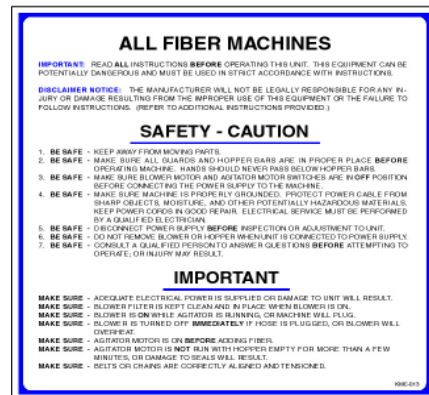 ALL FIBER MACHINES
IMPORTANT: READ ALL INSTRUCTIONS BEFORE OPERATING THIS UNIT. THIS EQUIPMENT CAN BE
POTENTIALLY DANGEROUS AND MUST BE USED IN STRICT ACCORDANCE WITH INSTRUCTIONS.
DISCLAIMER NOTICE: THE MANUFACTURER WILL NOT BE LEGALLY RESPONSIBLE FOR ANY IN-
JURY OR DAMAGE RESULTING FROM THE IMPROPER USE OF THIS EQUIPMENT OR THE FAILURE TO
FOLLOW INSTRUCTIONS. (REFER TO ADDITIONAL INSTRUCTIONS PROVIDED.)
SAFETY - CAUTION
1. BE SAFE - KEEP AWAY FROM MOVING PARTS.
2. BE SAFE - MAKE SURE ALL GUARDS AND HOPPER BARS ARE IN PROPER PLACE BEFORE
OPERATING MACHINE. HANDS SHOULD NEVER PASS BELOW HOPPER BARS.
3. BE SAFE - MAKE SURE BLOWER MOTOR AND AGITATOR MOTOR SWITCHES ARE IN OFF POSITION
BEFORE CONNECTING THE POWER SUPPLY TO THE MACHINE.
4. BE SAFE - MAKE SURE MACHINE IS PROPERLY GROUNDED. PROTECT POWER CABLE FROM
SHARP OBJECTS, MOISTURE, AND OTHER POTENTIALLY HAZARDOUS MATERIALS.
KEEP POWER CORDS IN GOOD REPAIR. ELECTRICAL SERVICE MUST BE PERFORMED
BY A QUALIFIED ELECTRICIAN.
5. BE SAFE - DISCONNECT POWER SUPPLY BEFORE INSPECTION OR ADJUSTMENT TO UNIT.
6. BE SAFE - DO NOT REMOVE BLOWER OR HOPPER WHEN UNIT IS CONNECTED TO POWER SUPPLY.
7. BE SAFE - CONSULT A QUALIFIED PERSON TO ANSWER QUESTIONS BEFORE ATTEMPTING TO
OPERATE; OR INJURY MAY RESULT.
IMPORTANT
MAKE SURE - ADEQUATE ELECTRICAL POWER IS SUPPLIED OR DAMAGE TO UNIT WILL RESULT.
MAKE SURE - BLOWER FILTER IS KEPT CLEAN AND IN PLACE WHEN BLOWER IS ON.
MAKE SURE - BLOWER IS ON WHILE AGITATOR IS RUNNING, OR MACHINE WILL PLUG.
MAKE SURE - BLOWER IS TURNED OFF IMMEDIATELY IF HOSE IS PLUGGED, OR BLOWER WILL
OVERHEAT.
MAKE SURE - AGITATOR MOTOR IS ON BEFORE ADDING FIBER.
MAKE SURE - AGITATOR MOTOR IS NOT RUN WITH HOPPER EMPTY FOR MORE THAN A FEW
MINUTES, OR DAMAGE TO SEALS WILL RESULT.
MAKE SURE - BELTS OR CHAINS ARE CORRECTLY ALIGNED AND TENSIONED.